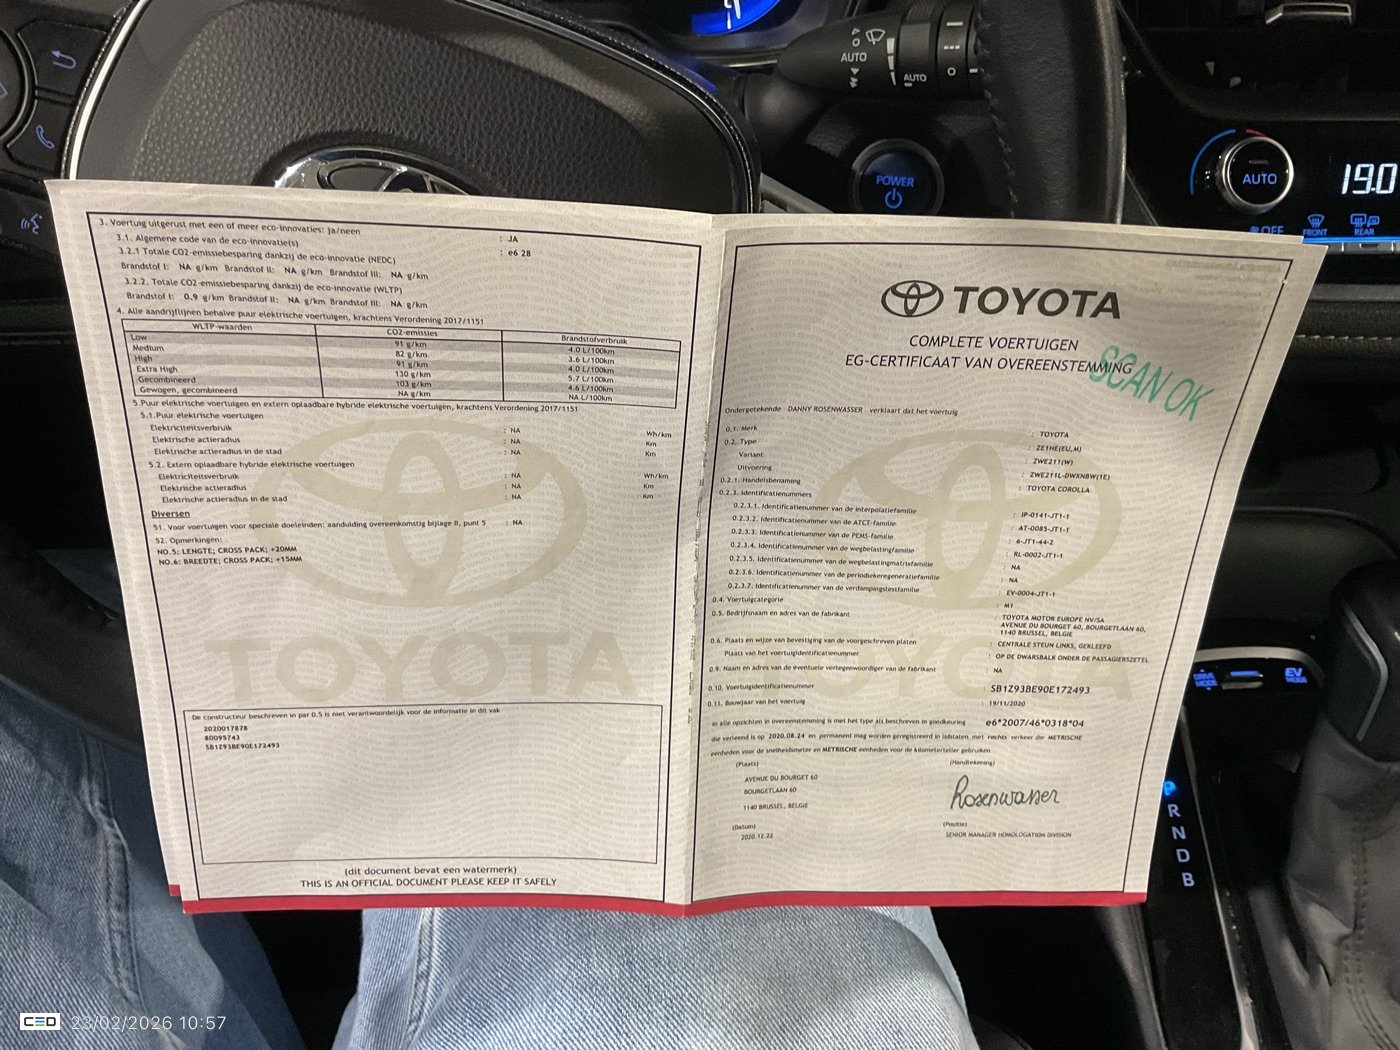 AUTO
AUTO
POWER
AUTO
19.0
OFF
FRONT
REAR
3. Voertuig uitgerust met een of meer eco-innovaties: ja/neen : JA
3.1. Algemene code van de eco-innovatie(s) : e6 28
3.2.1 Totale CO2-emissiebesparing dankzij de eco-innovatie (NEDC)
Brandstof I: NA g/km Brandstof II: NA g/km Brandstof III: NA g/km
3.2.2. Totale CO2-emissiebesparing dankzij de eco-innovatie (WLTP)
Brandstof I: 0.9 g/km Brandstof II: NA g/km Brandstof III: NA g/km
4. Alle aandrijflijnen behalve puur elektrische voertuigen, krachtens Verordening 2017/1151
WLTP-waarden CO2-emissies Brandstofverbruik
Low 91 g/km 4.0 L/100km
Medium 82 g/km 3.6 L/100km
High 91 g/km 4.0 L/100km
Extra High 130 g/km 5.7 L/100km
Gecombineerd 103 g/km 4.6 L/100km
Gewogen, gecombineerd NA g/km NA L/100km
5.Puur elektrische voertuigen en extern oplaadbare hybride elektrische voertuigen, krachtens Verordening 2017/1151
5.1.Puur elektrische voertuigen
Elektriciteitsverbruik : NA Wh/km
Elektrische actieradius : NA Km
Elektrische actieradius in de stad : NA Km
5.2. Extern oplaadbare hybride elektrische voertuigen
Elektriciteitsverbruik : NA Wh/km
Elektrische actieradius : NA Km
Elektrische actieradius in de stad : NA Km
Diversen
51. Voor voertuigen voor speciale doeleinden: aanduiding overeenkomstig bijlage II, punt 5 : NA
52. Opmerkingen:
NO.5: LENGTE; CROSS PACK; +20MM
NO.6: BREEDTE; CROSS PACK; +15MM
TOYOTA
De constructeur beschreven in par 0.5 is niet verantwoordelijk voor de informatie in dit vak
2020017878
80095743
SB1Z93BE90E172493
(dit document bevat een watermerk)
THIS IS AN OFFICIAL DOCUMENT PLEASE KEEP IT SAFELY
TOYOTA
COMPLETE VOERTUIGEN
EG-CERTIFICAAT VAN OVEREENSTEMMING
SCAN OK
Ondergetekende : DANNY ROSENWASSER : verklaart dat het voertuig
0.1. Merk : TOYOTA
0.2. Type : ZE1HE(EU,M)
Variant : ZWE211(W)
Uitvoering : ZWE211L-DWXNBW(1E)
0.2.1. Handelsbenaming : TOYOTA COROLLA
0.2.3. Identificatienummers
0.2.3.1. Identificatienummer van de interpolatiefamilie : IP-0141-JT1-1
0.2.3.2. Identificatienummer van de ATCT-familie : AT-0085-JT1-1
0.2.3.3. Identificatienummer van de PEMS-familie : 6-JT1-44-2
0.2.3.4. Identificatienummer van de wegbelastingfamilie : RL-0002-JT1-1
0.2.3.5. Identificatienummer van de wegbelastingmatrixfamilie : NA
0.2.3.6. Identificatienummer van de periodiekeregeneratiefamilie : NA
0.2.3.7. Identificatienummer van de verdampingstestfamilie : EV-0004-JT1-1
0.4. Voertuigcategorie : M1
0.5. Bedrijfsnaam en adres van de fabrikant : TOYOTA MOTOR EUROPE NV/SA
AVENUE DU BOURGET 60, BOURGETLAAN 60,
1140 BRUSSEL, BELGIE
0.6. Plaats en wijze van bevestiging van de voorgeschreven platen : CENTRALE STEUN LINKS, GEKLEEFD
Plaats van het voertuigidentificatienummer : OP DE DWARSBALK ONDER DE PASSAGIERSZETEL
0.9. Naam en adres van de eventuele vertegenwoordiger van de fabrikant : NA
0.10. Voertuigidentificatienummer : SB1Z93BE90E172493
0.11. Bouwjaar van het voertuig : 19/11/2020
in alle opzichten in overeenstemming is met het type als beschreven in goedkeuring e6*2007/46*0318*04
die verleend is op 2020.08.24 en permanent mag worden geregistreerd in lidstaten met rechts verkeer die METRISCHE
eenheden voor de snelheidsmeter en METRISCHE eenheden voor de kilometerteller gebruiken
(Plaats) (Handtekening)
AVENUE DU BOURGET 60
BOURGETLAAN 60
1140 BRUSSEL, BELGIE
Rosenwasser
(Datum) (Positie)
2020.12.22 SENIOR MANAGER HOMOLOGATION DIVISION
TOYOTA
DRIVE
MODE
EV
MODE
P
R
N
D
B
CED 23/02/2026 10:57